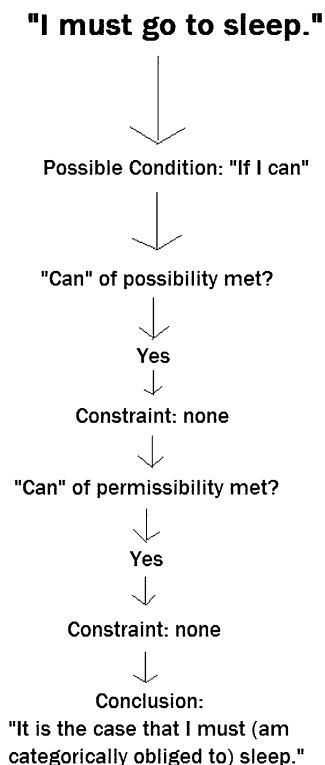 "I must go to sleep."
Possible Condition: "If I can"
"Can" of possibility met?
Yes
Constraint: none
"Can" of permissibility met?
Yes
Constraint: none
Conclusion:
"It is the case that I must (am
categorically obliged to) sleep."